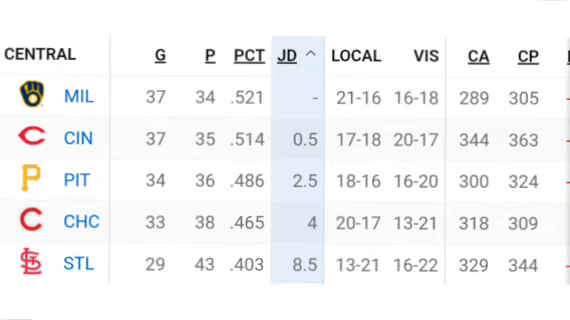 CENTRAL G P PCT JD ^ LOCAL VIS CA CP
MIL 37 34 .521 - 21-16 16-18 289 305
CIN 37 35 .514 0.5 17-18 20-17 344 363
PIT 34 36 .486 2.5 18-16 16-20 300 324
CHC 33 38 .465 4 20-17 13-21 318 309
STL 29 43 .403 8.5 13-21 16-22 329 344